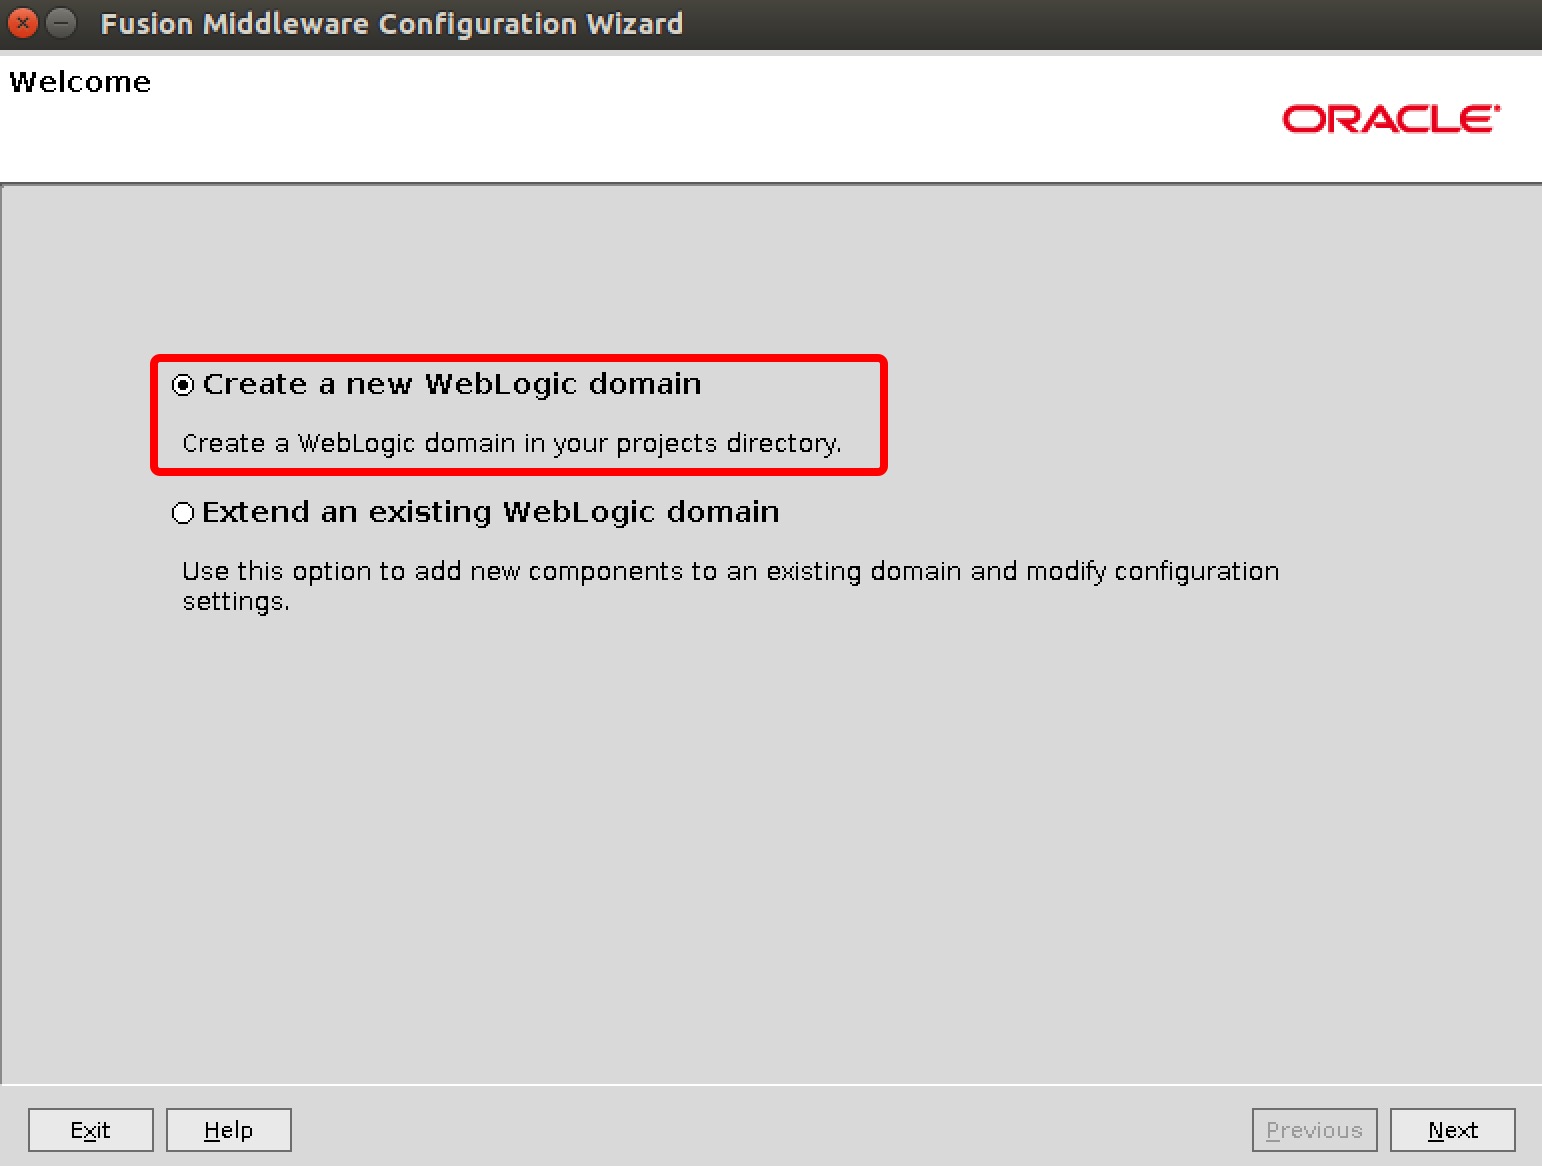 Fusion Middleware Configuration Wizard
Welcome
ORACLE
Create a new WebLogic domain
Create a WebLogic domain in your projects directory.
Extend an existing WebLogic domain
Use this option to add new components to an existing domain and modify configuration
settings.
Exit Help Previous Next